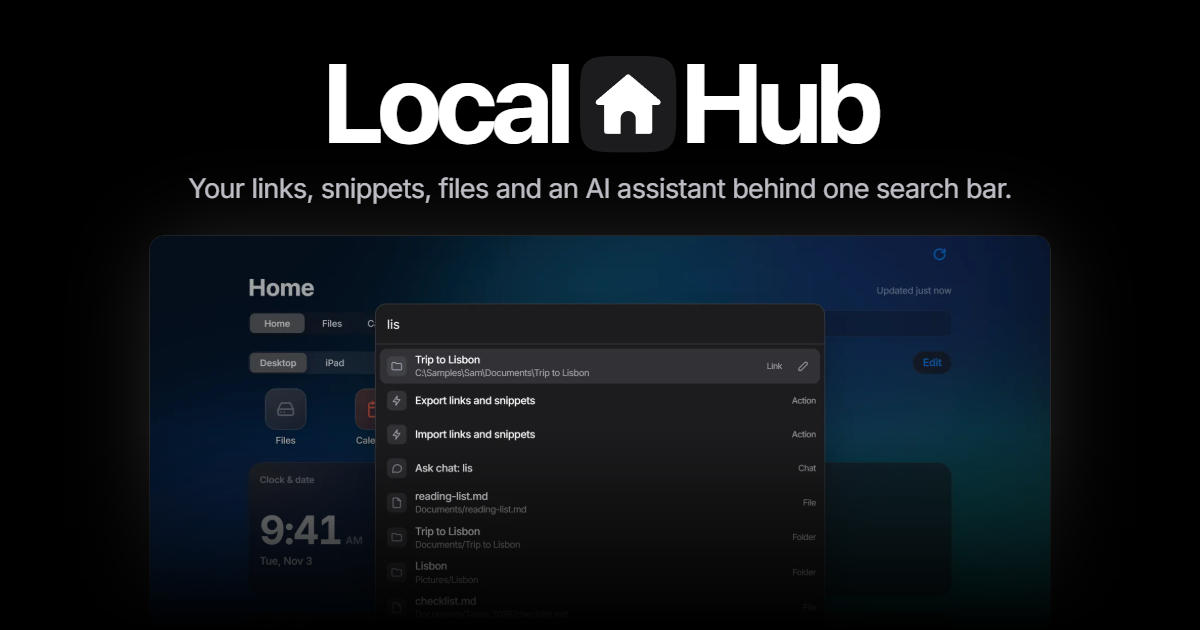 Local Hub
Your links, snippets, files and an AI assistant behind one search bar.
Home
Updated just now
Home Files
Desktop iPad
Edit
Files
Clock & date
9:41 AM
Tue, Nov 3
lis
Trip to Lisbon
C:\Samples\Sam\Documents\Trip to Lisbon
Link
Export links and snippets
Action
Import links and snippets
Action
Ask chat: lis
Chat
reading-list.md
Documents/reading-list.md
File
Trip to Lisbon
Documents/Trip to Lisbon
Folder
Lisbon
Pictures/Lisbon
Folder
checklist.md
File